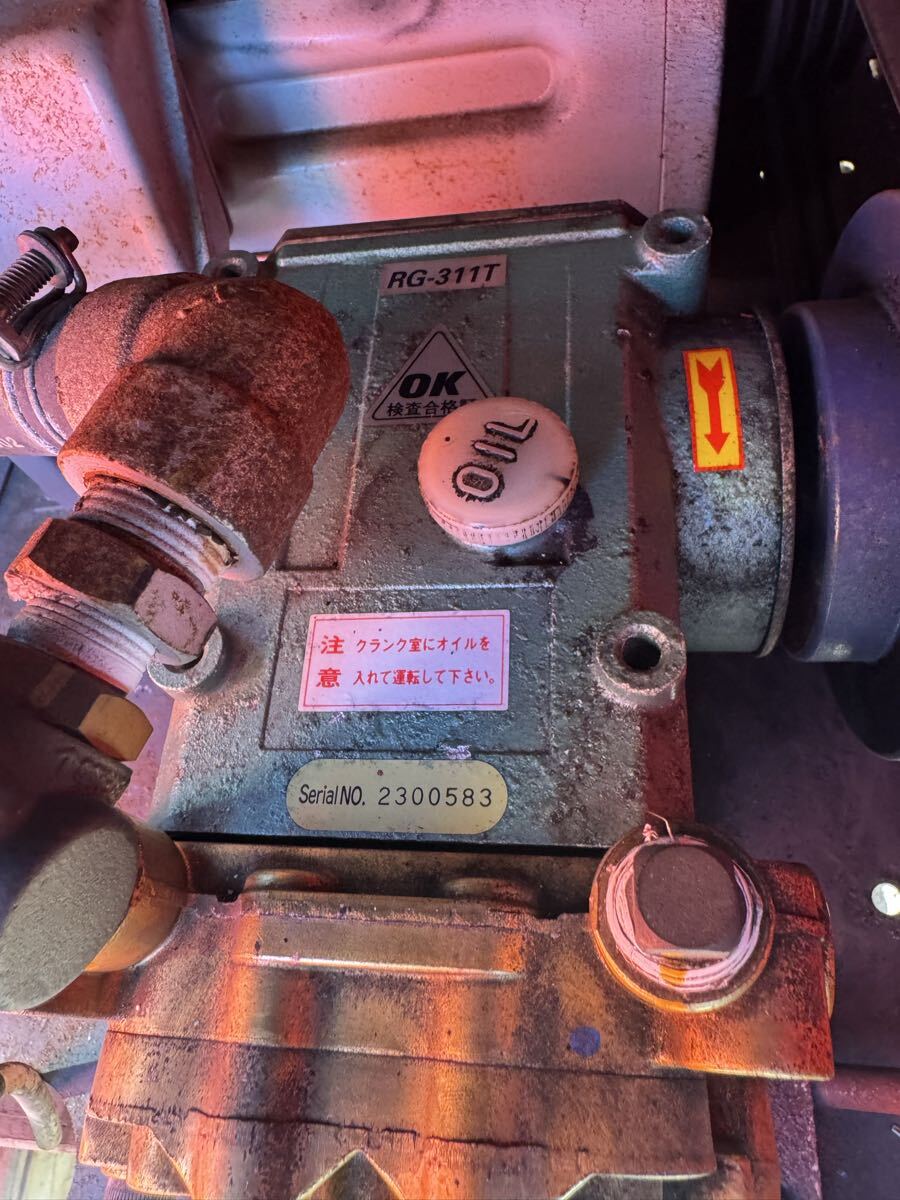 RG-311T
OK
検査合格
OIL
注意
クランク室にオイルを
入れて運転して下さい。
Serial NO. 2300583